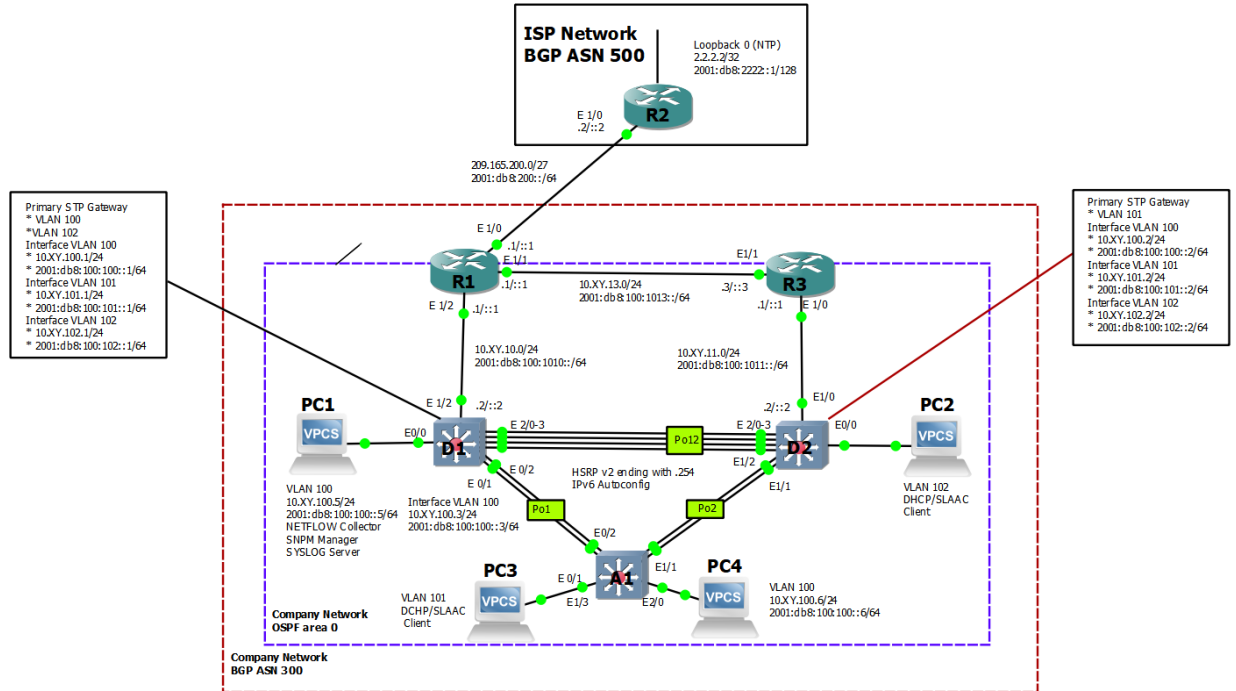 ISP Network
BGP ASN 500
Loopback 0 (NTP)
2.2.2.2/32
2001:db8:2222::1/128
R2
E 1/0
.2/::2
209.165.200.0/27
2001:db8:200::/64
Primary STP Gateway
* VLAN 100
*VLAN 102
Interface VLAN 100
* 10.XY.100.1/24
* 2001:db8:100:100::1/64
Interface VLAN 101
* 10.XY.101.1/24
* 2001:db8:100:101::1/64
Interface VLAN 102
* 10.XY.102.1/24
* 2001:db8:100:102::1/64
Primary STP Gateway
* VLAN 101
Interface VLAN 100
* 10.XY.100.2/24
* 2001:db8:100:100::2/64
Interface VLAN 101
* 10.XY.101.2/24
* 2001:db8:100:101::2/64
Interface VLAN 102
* 10.XY.102.2/24
* 2001:db8:100:102::2/64
E 1/0
.1/::1
E 1/1
R1
.1/::1
E 1/2
.1/::1
10.XY.13.0/24
2001:db8:100:1013::/64
E1/1
.3/::3
R3
.1/::1
E 1/0
10.XY.10.0/24
2001:db8:100:1010::/64
10.XY.11.0/24
2001:db8:100:1011::/64
E 1/2
.2/::2
E1/0
.2/::2
PC1
VPCS
E0/0
D1
E 2/0-3
Po12
E 2/0-3
D2
E0/0
PC2
VPCS
E 0/2
E 0/1
E1/2
E1/1
HSRP v2 ending with .254
IPv6 Autoconfig
VLAN 100
10.XY.100.5/24
2001:db8:100:100::5/64
NETFLOW Collector
SNPM Manager
SYSLOG Server
Interface VLAN 100
10.XY.100.3/24
2001:db8:100:100::3/64
VLAN 102
DHCP/SLAAC
Client
Po1
Po2
E0/2
E1/1
A1
E 0/1
E1/3
E2/0
PC3
VPCS
VLAN 101
DCHP/SLAAC
Client
PC4
VPCS
VLAN 100
10.XY.100.6/24
2001:db8:100:100::6/64
Company Network
OSPF area 0
Company Network
BGP ASN 300